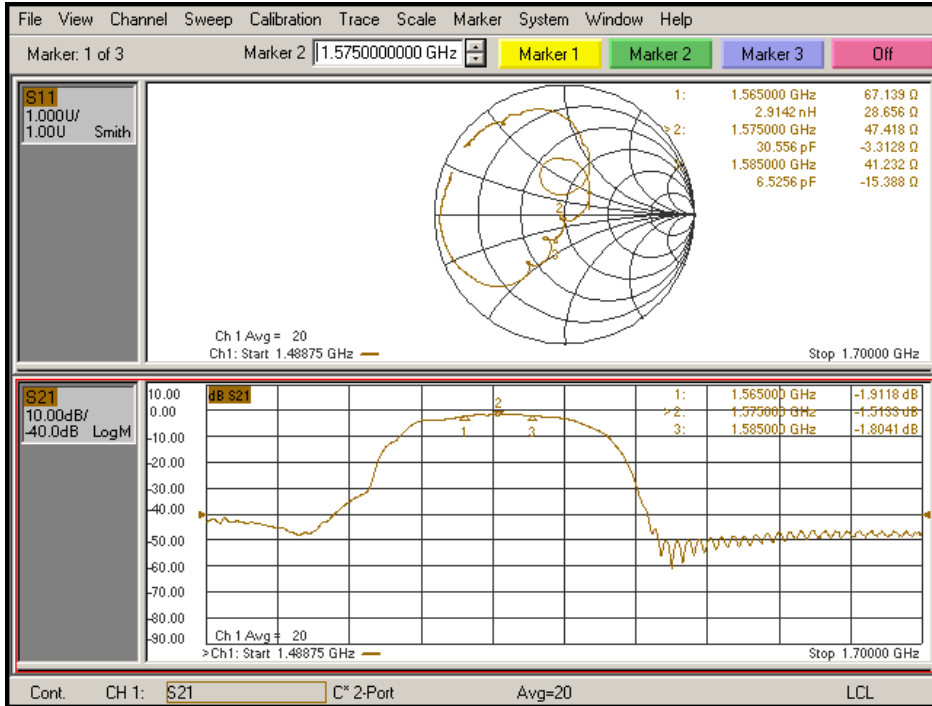 File View Channel Sweep Calibration Trace Scale Marker System Window Help
Marker: 1 of 3 Marker 2 1.5750000000 GHz Marker 1 Marker 2 Marker 3 Off
S11
1.000U/
1.00U Smith
1: 1.565000 GHz 67.139 Ω
2.9142 nH 28.656 Ω
> 2: 1.575000 GHz 47.418 Ω
30.556 pF -3.3128 Ω
1.585000 GHz 41.232 Ω
6.5256 pF -15.388 Ω
2
3
Ch 1 Avg = 20
Ch1: Start 1.48875 GHz Stop 1.70000 GHz
S21
10.00dB/
-40.0dB LogM
10.00
0.00
-10.00
-20.00
-30.00
-40.00
-50.00
-60.00
-70.00
-80.00
-90.00
dB S21
1: 1.565000 GHz -1.9118 dB
> 2: 1.575000 GHz -1.5133 dB
3: 1.585000 GHz -1.8041 dB
2
1 3
Ch 1 Avg = 20
>Ch1: Start 1.48875 GHz Stop 1.70000 GHz
Cont. CH 1: S21 C* 2-Port Avg=20 LCL